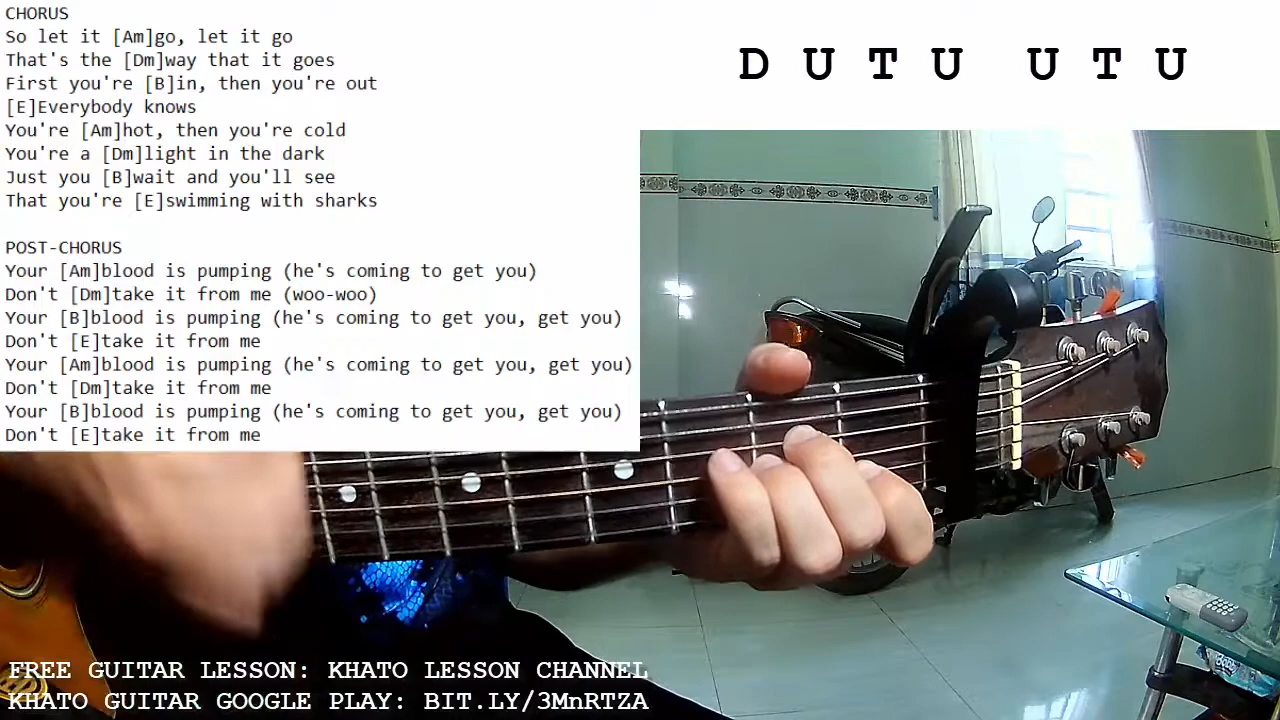 CHORUS
So let it [Am]go, let it go
That's the [Dm]way that it goes
First you're [B]in, then you're out
[E]Everybody knows
You're [Am]hot, then you're cold
You're a [Dm]light in the dark
Just you [B]wait and you'll see
That you're [E]swimming with sharks
POST-CHORUS
Your [Am]blood is pumping (he's coming to get you)
Don't [Dm]take it from me (woo-woo)
Your [B]blood is pumping (he's coming to get you, get you)
Don't [E]take it from me
Your [Am]blood is pumping (he's coming to get you, get you)
Don't [Dm]take it from me
Your [B]blood is pumping (he's coming to get you, get you)
Don't [E]take it from me
D U T U U T U
FREE GUITAR LESSON: KHATO LESSON CHANNEL
KHATO GUITAR GOOGLE PLAY: BIT.LY/3MnRTZA